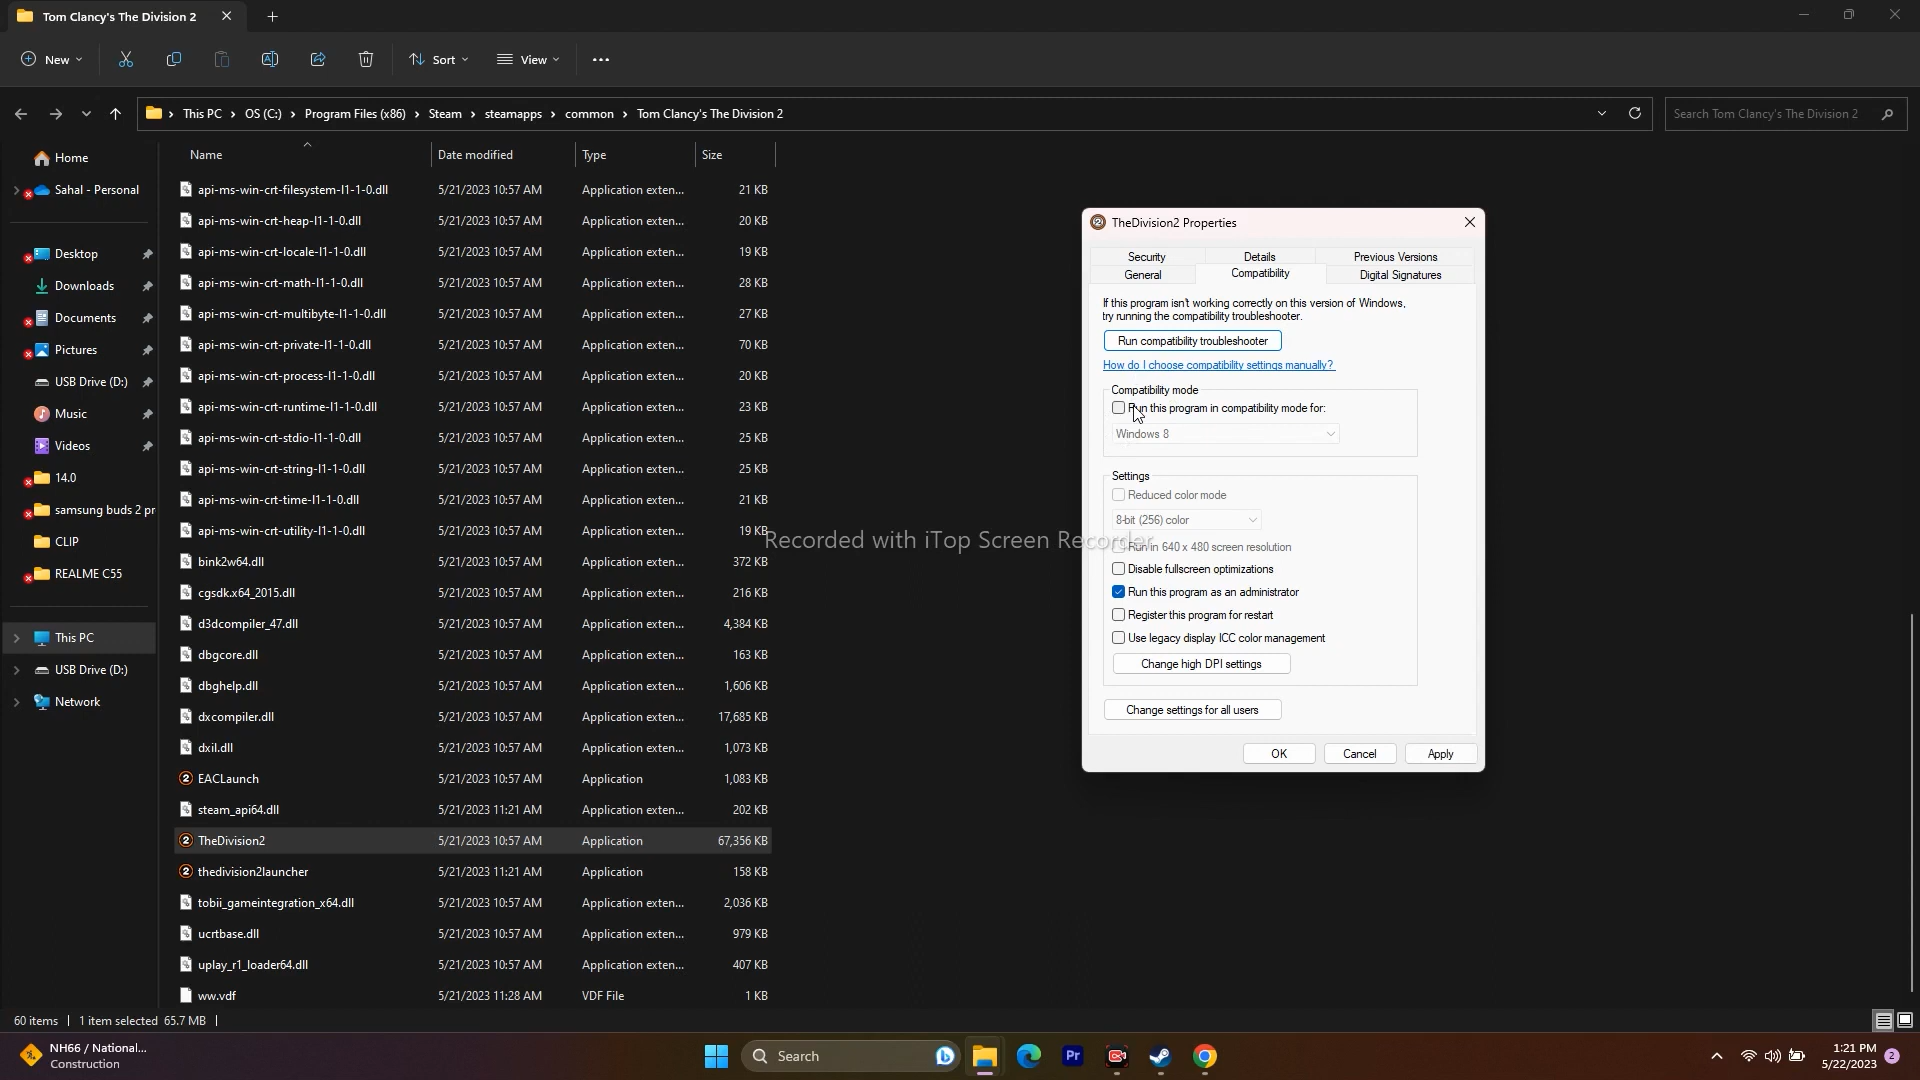 Tom Clancy's The Division 2
New
Sort
View
This PC > OS (C:) > Program Files (x86) > Steam > steamapps > common > Tom Clancy's The Division 2
Search Tom Clancy's The Division 2
Home
Sahal - Personal
Desktop
Downloads
Documents
Pictures
USB Drive (D:)
Music
Videos
14.0
samsung buds 2 pr
CLIP
REALME C55
This PC
USB Drive (D:)
Network
Name Date modified Type Size
api-ms-win-crt-filesystem-l1-1-0.dll 5/21/2023 10:57 AM Application exten... 21 KB
api-ms-win-crt-heap-l1-1-0.dll 5/21/2023 10:57 AM Application exten... 20 KB
api-ms-win-crt-locale-l1-1-0.dll 5/21/2023 10:57 AM Application exten... 19 KB
api-ms-win-crt-math-l1-1-0.dll 5/21/2023 10:57 AM Application exten... 28 KB
api-ms-win-crt-multibyte-l1-1-0.dll 5/21/2023 10:57 AM Application exten... 27 KB
api-ms-win-crt-private-l1-1-0.dll 5/21/2023 10:57 AM Application exten... 70 KB
api-ms-win-crt-process-l1-1-0.dll 5/21/2023 10:57 AM Application exten... 20 KB
api-ms-win-crt-runtime-l1-1-0.dll 5/21/2023 10:57 AM Application exten... 23 KB
api-ms-win-crt-stdio-l1-1-0.dll 5/21/2023 10:57 AM Application exten... 25 KB
api-ms-win-crt-string-l1-1-0.dll 5/21/2023 10:57 AM Application exten... 25 KB
api-ms-win-crt-time-l1-1-0.dll 5/21/2023 10:57 AM Application exten... 21 KB
api-ms-win-crt-utility-l1-1-0.dll 5/21/2023 10:57 AM Application exten... 19 KB
bink2w64.dll 5/21/2023 10:57 AM Application exten... 372 KB
cgsdk.x64_2015.dll 5/21/2023 10:57 AM Application exten... 216 KB
d3dcompiler_47.dll 5/21/2023 10:57 AM Application exten... 4,384 KB
dbgcore.dll 5/21/2023 10:57 AM Application exten... 163 KB
dbghelp.dll 5/21/2023 10:57 AM Application exten... 1,606 KB
dxcompiler.dll 5/21/2023 10:57 AM Application exten... 17,685 KB
dxil.dll 5/21/2023 10:57 AM Application exten... 1,073 KB
EACLaunch 5/21/2023 10:57 AM Application 1,083 KB
steam_api64.dll 5/21/2023 11:21 AM Application exten... 202 KB
TheDivision2 5/21/2023 10:57 AM Application 67,356 KB
thedivision2launcher 5/21/2023 11:21 AM Application 158 KB
tobii_gameintegration_x64.dll 5/21/2023 10:57 AM Application exten... 2,036 KB
ucrtbase.dll 5/21/2023 10:57 AM Application exten... 979 KB
uplay_r1_loader64.dll 5/21/2023 10:57 AM Application exten... 407 KB
ww.vdf 5/21/2023 11:28 AM VDF File 1 KB
Recorded with iTop Screen Recorder
TheDivision2 Properties
Security Details Previous Versions
General Compatibility Digital Signatures
If this program isn't working correctly on this version of Windows,
try running the compatibility troubleshooter.
Run compatibility troubleshooter
How do I choose compatibility settings manually?
Compatibility mode
Run this program in compatibility mode for:
Windows 8
Settings
Reduced color mode
8-bit (256) color
Run in 640 x 480 screen resolution
Disable fullscreen optimizations
Run this program as an administrator
Register this program for restart
Use legacy display ICC color management
Change high DPI settings
Change settings for all users
OK Cancel Apply
60 items 1 item selected 65.7 MB
NH66 / National...
Construction
Search
Pr
1:21 PM
5/22/2023
2